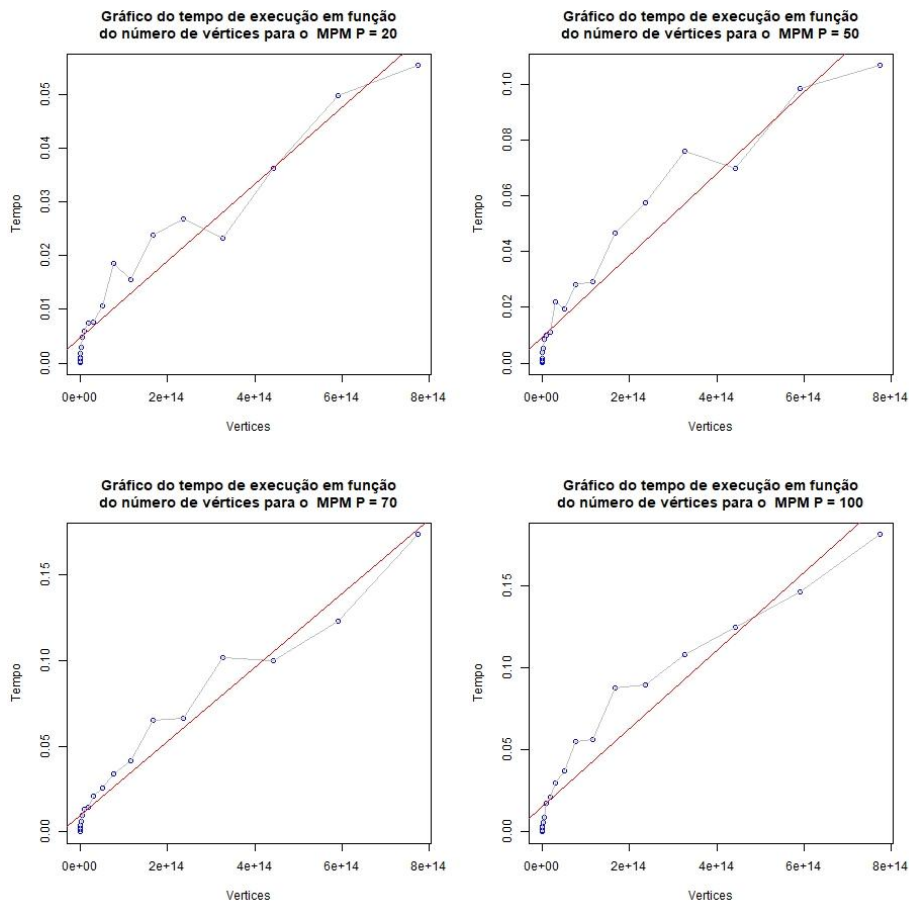 Gráfico do tempo de execução em função
do número de vértices para o MPM P = 20
Tempo
0.05
0.04
0.03
0.02
0.01
0.00
0e+00 2e+14 4e+14 6e+14 8e+14
Vertices
Gráfico do tempo de execução em função
do número de vértices para o MPM P = 50
Tempo
0.10
0.08
0.06
0.04
0.02
0.00
0e+00 2e+14 4e+14 6e+14 8e+14
Vertices
Gráfico do tempo de execução em função
do número de vértices para o MPM P = 70
Tempo
0.15
0.10
0.05
0.00
0e+00 2e+14 4e+14 6e+14 8e+14
Vertices
Gráfico do tempo de execução em função
do número de vértices para o MPM P = 100
Tempo
0.15
0.10
0.05
0.00
0e+00 2e+14 4e+14 6e+14 8e+14
Vertices